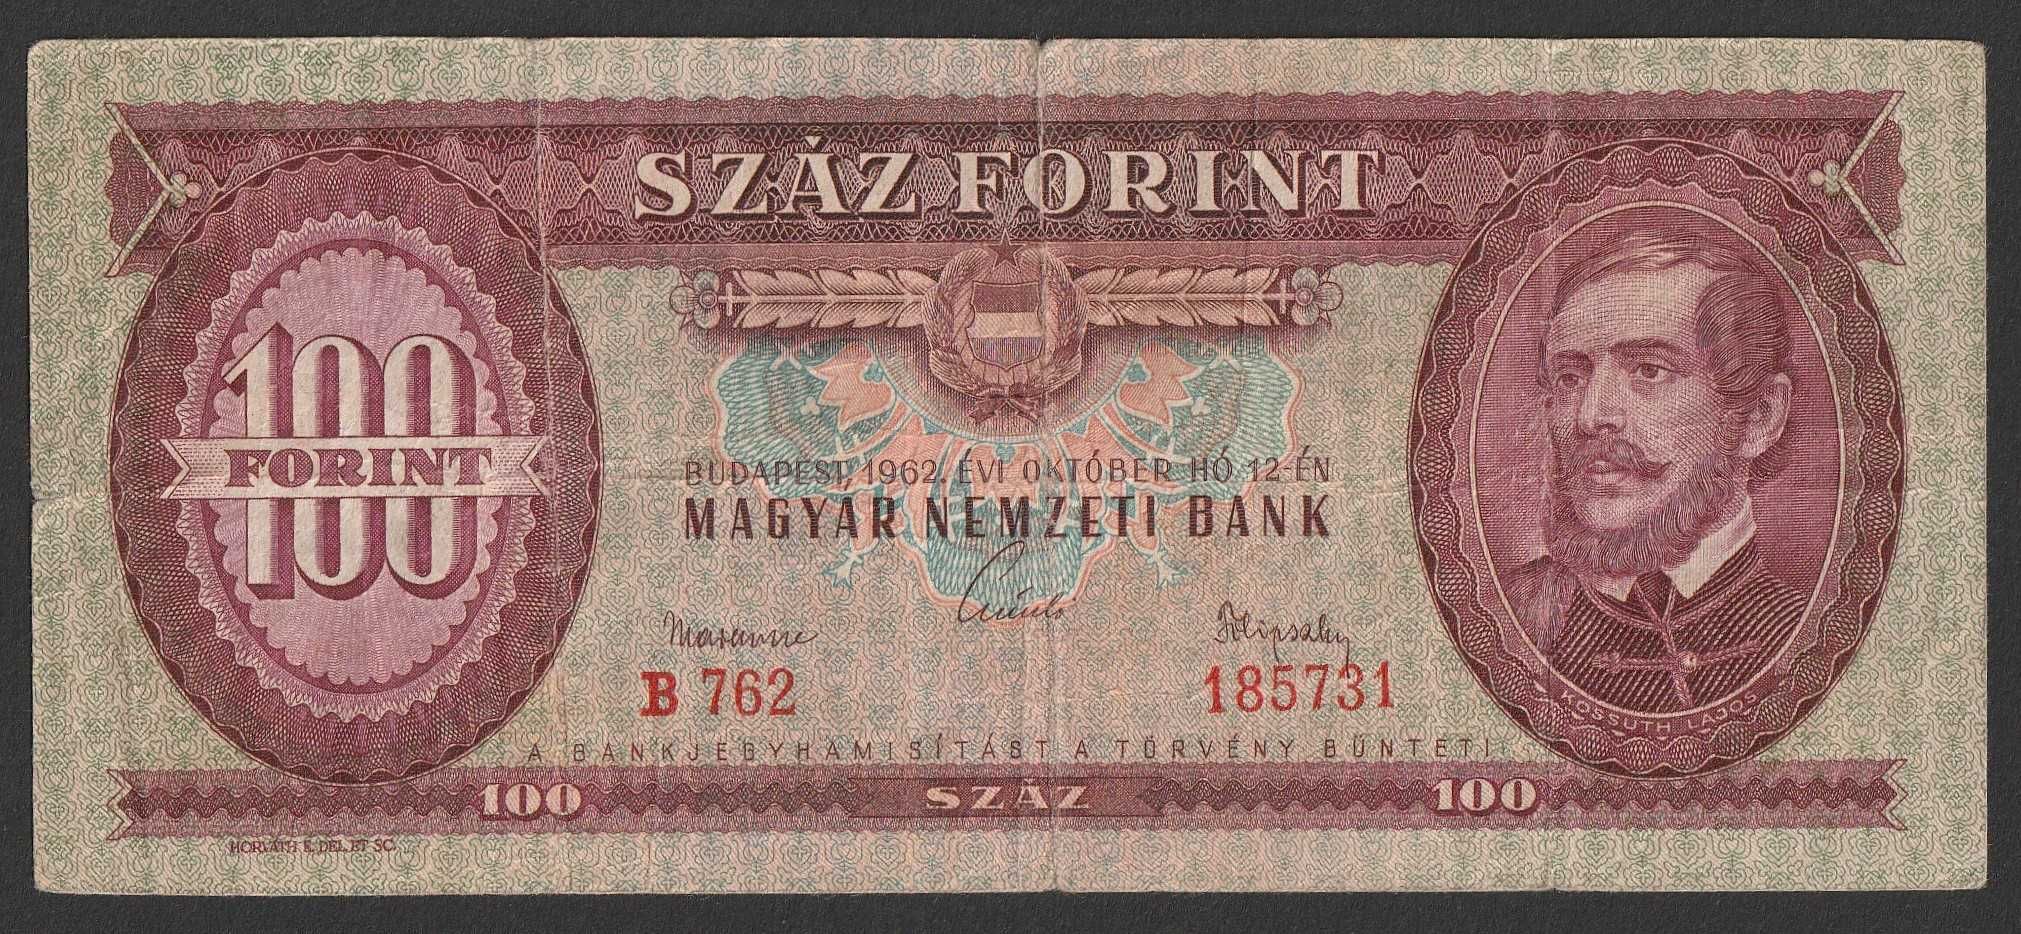 SZÁZ FORINT
100
FORINT
100
BUDAPEST, 1962. ÉVI OKTÓBER HÓ 12-ÉN
MAGYAR NEMZETI BANK
B 762
185731
KOSSUTH LAJOS
A BANKJEGYHAMISÍTÁST A TÖRVÉNY BÜNTETI
100 SZÁZ 100
HORVÁTH E. DEL. ET SC.